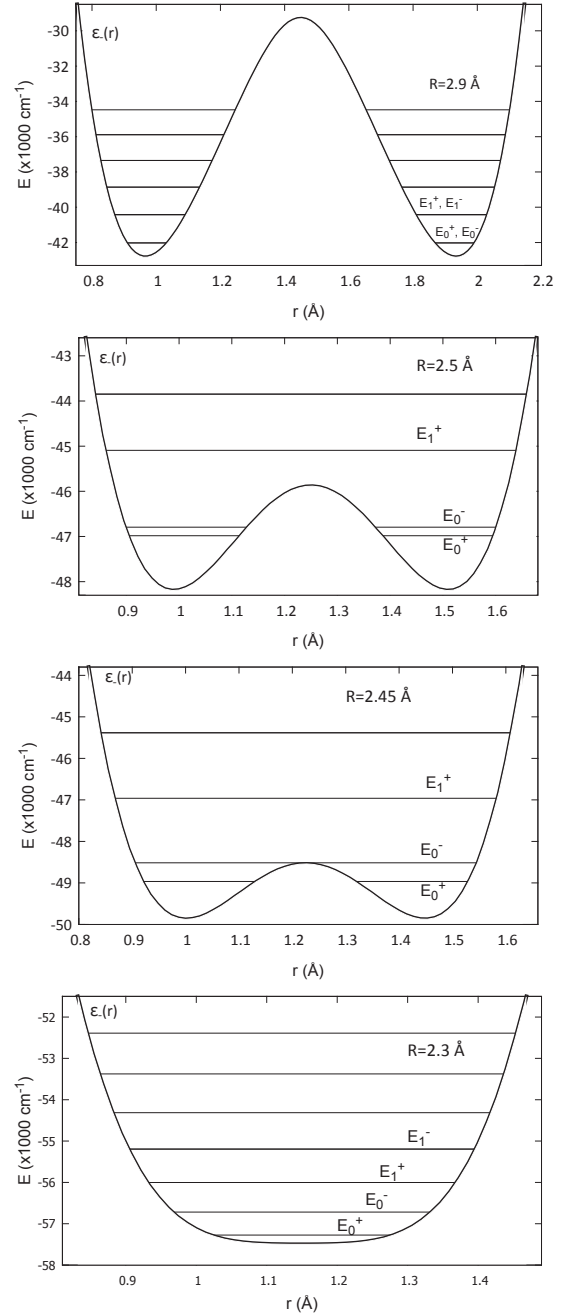 ε-(r)
R=2.9 Å
E (x1000 cm-1)
-30
-32
-34
-36
-38
-40
-42
E1+, E1-
E0+, E0-
0.8 1 1.2 1.4 1.6 1.8 2 2.2
r (Å)
ε-(r)
R=2.5 Å
E (x1000 cm-1)
-43
-44
-45
-46
-47
-48
E1+
E0-
E0+
0.9 1 1.1 1.2 1.3 1.4 1.5 1.6
r (Å)
ε-(r)
R=2.45 Å
E (x1000 cm-1)
-44
-45
-46
-47
-48
-49
-50
E1+
E0-
E0+
0.8 0.9 1 1.1 1.2 1.3 1.4 1.5 1.6
r (Å)
ε-(r)
R=2.3 Å
E (x1000 cm-1)
-52
-53
-54
-55
-56
-57
-58
E1-
E1+
E0-
E0+
0.9 1 1.1 1.2 1.3 1.4
r (Å)